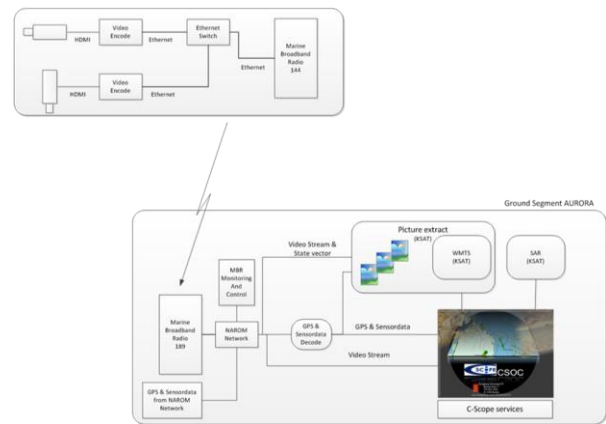 Video
Encode
HDMI
Ethernet
Ethernet
Switch
Ethernet
Marine
Broadband
Radio
144
Video
Encode
HDMI
Ethernet
Ground Segment AURORA
Picture extract
(KSAT)
WMTS
(KSAT)
SAR
(KSAT)
Video Stream &
State vector
MBR
Monitoring
And
Control
Marine
Broadband
Radio
189
NAROM
Network
GPS &
Sensordata
Decode
GPS & Sensordata
Video Stream
GPS & Sensordata
from NAROM
Network
CSOC
C-Scope services